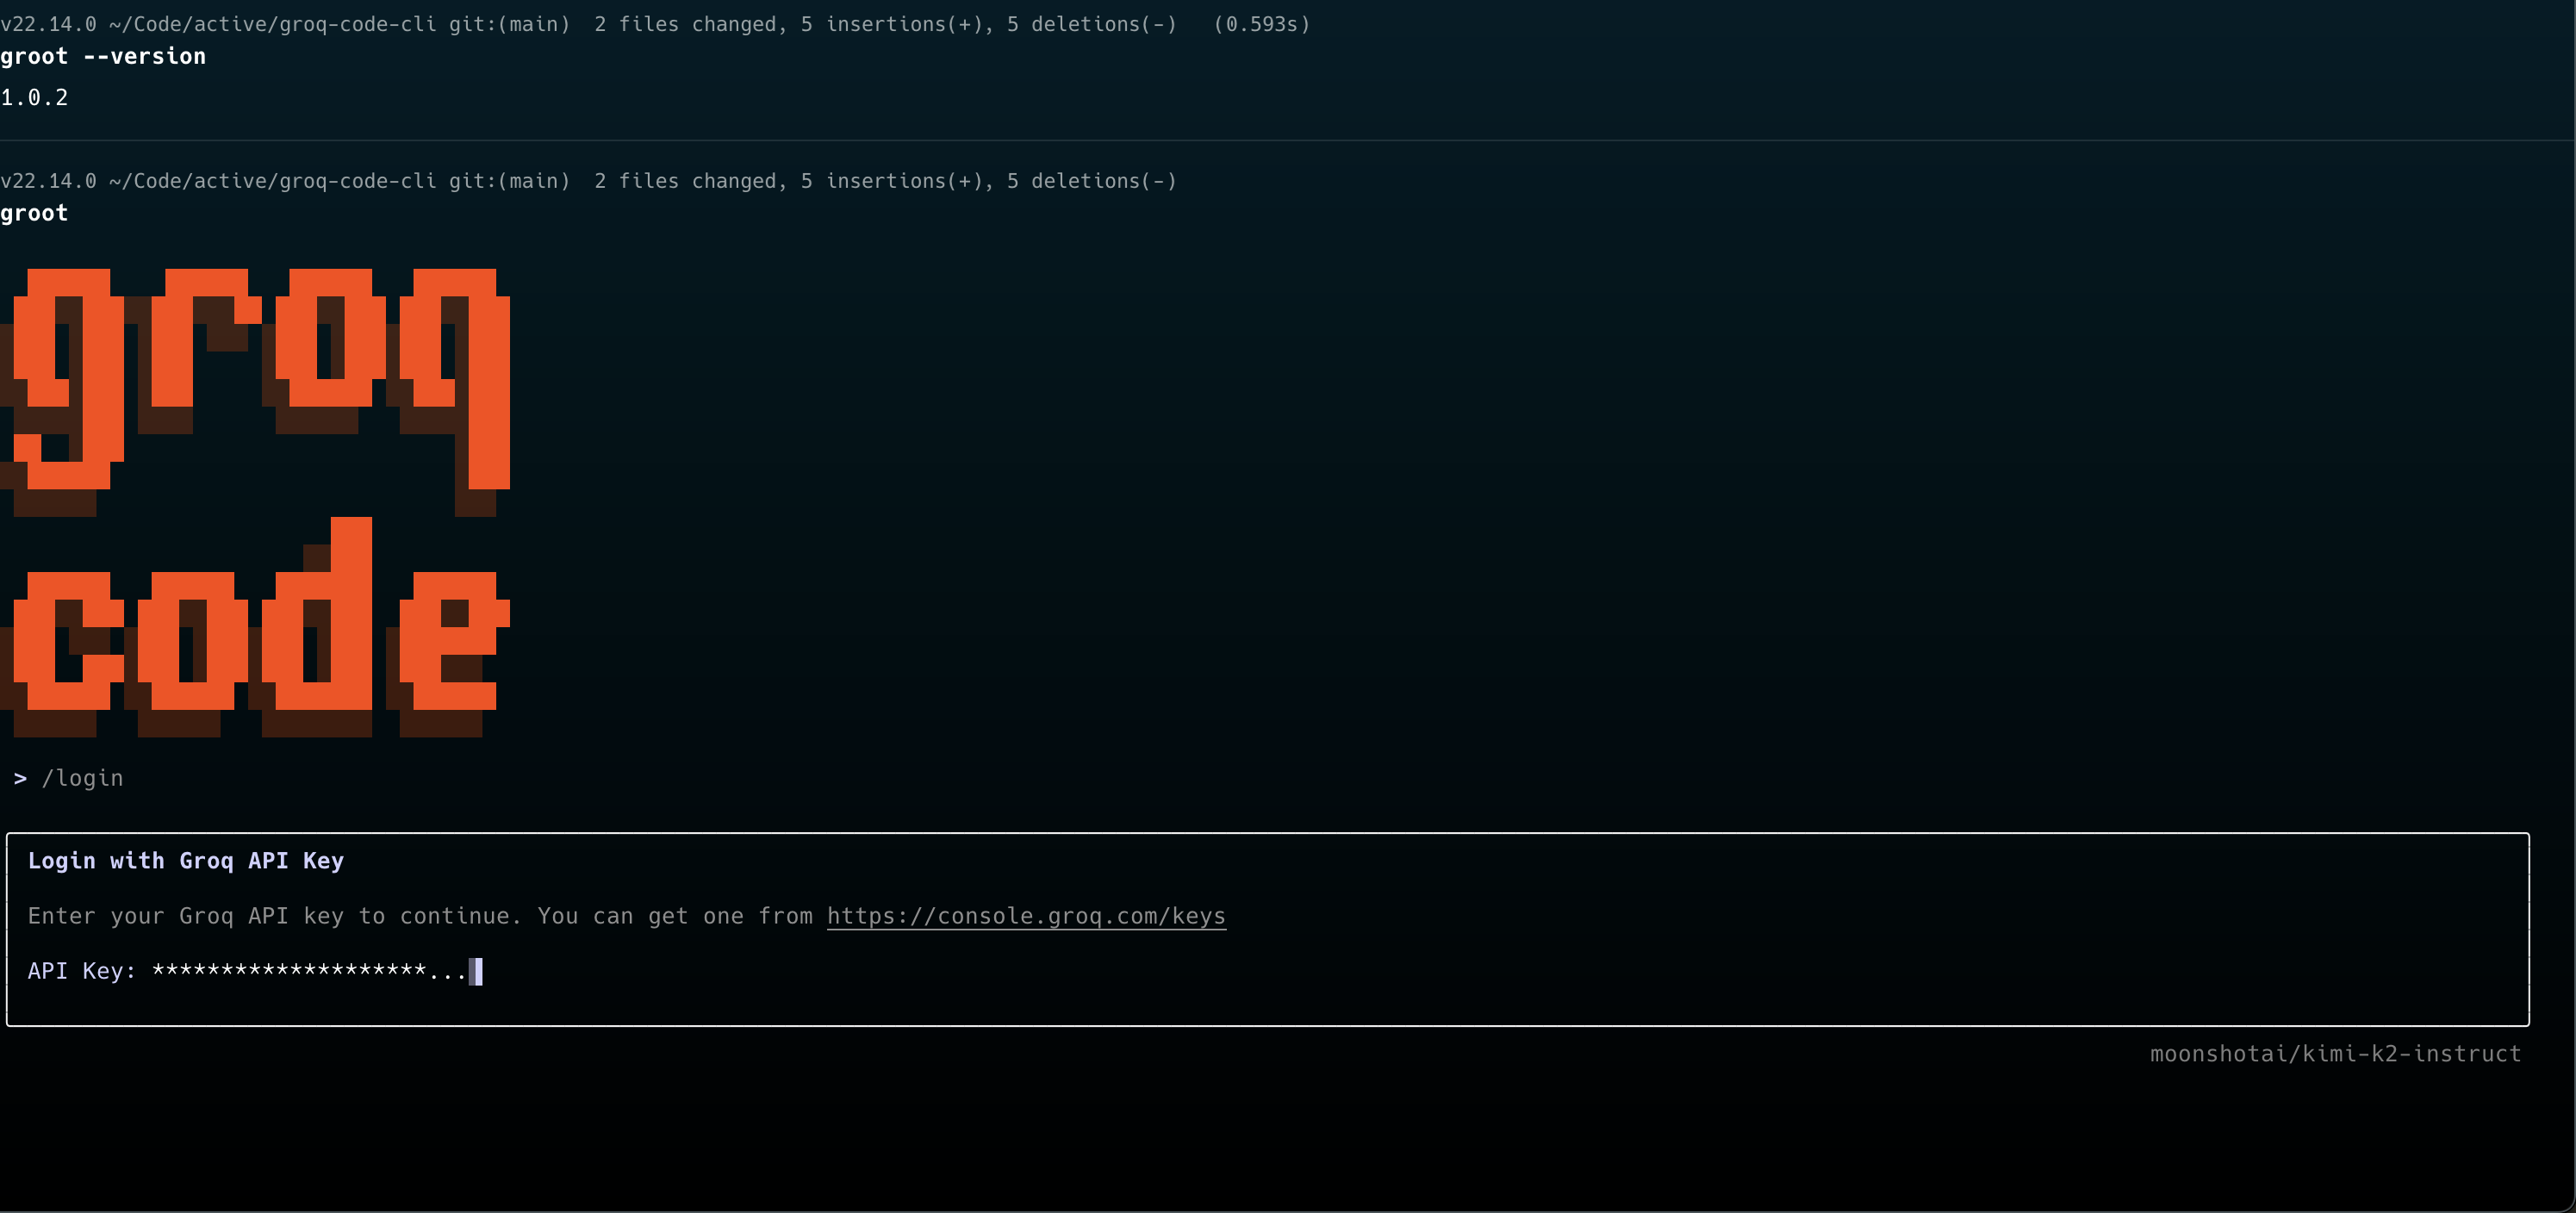 v22.14.0 ~/Code/active/groq-code-cli git:(main)  2 files changed, 5 insertions(+), 5 deletions(-)   (0.593s)
groot --version
1.0.2
v22.14.0 ~/Code/active/groq-code-cli git:(main)  2 files changed, 5 insertions(+), 5 deletions(-)
groot
groq
code
> /login
Login with Groq API Key
Enter your Groq API key to continue. You can get one from https://console.groq.com/keys
API Key: ********************...
moonshotai/kimi-k2-instruct